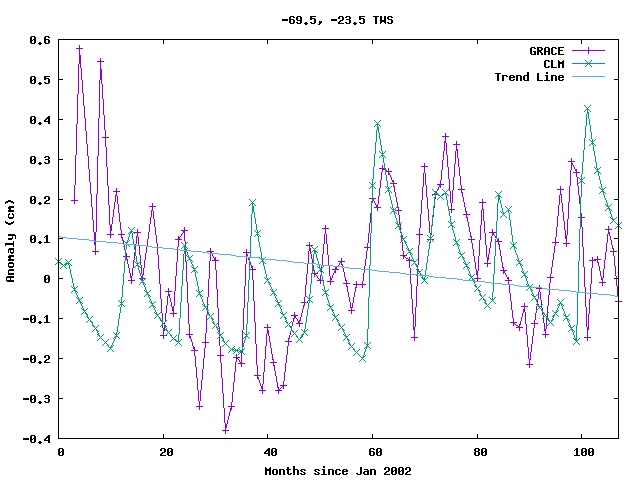 -69.5, -23.5 TWS
GRACE
CLM
Trend Line
0.6
0.5
0.4
0.3
0.2
0.1
0
-0.1
-0.2
-0.3
-0.4
Anomaly (cm)
0 20 40 60 80 100
Months since Jan 2002